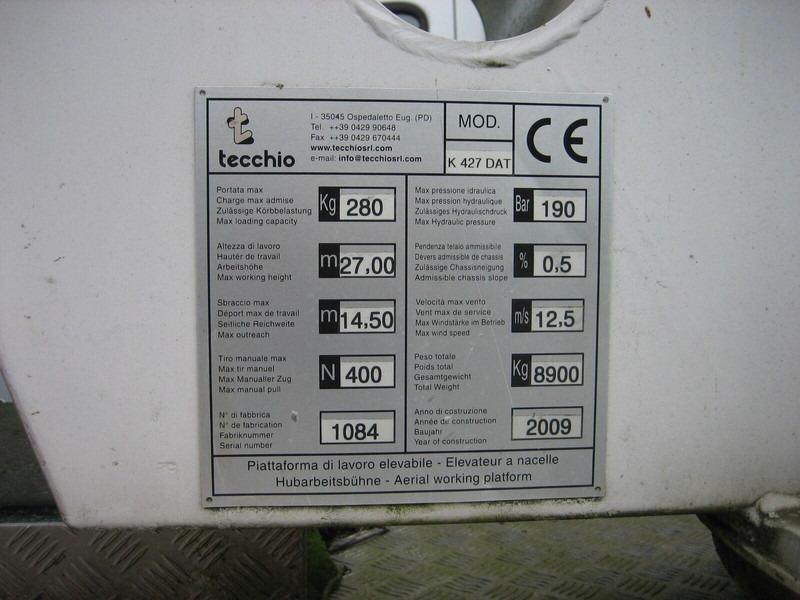 tecchio
I - 35045 Ospedaletto Eug. (PD)
Tel. ++39 0429 90648
Fax ++39 0429 670444
www.tecchiosrl.com
e-mail: info@tecchiosrl.com
MOD.
K 427 DAT
CE
Portata max
Charge max admise
Zulässige Körbbelastung
Max loading capacity
Kg 280
Altezza di lavoro
Hautér de travail
Arbeitshöhe
Max working height
m 27,00
Sbraccio max
Déport max de travail
Seitliche Reichweite
Max outreach
m 14,50
Tiro manuale max
Max tir manuel
Max Manualler Zug
Max manual pull
N 400
N° di fabbrica
N° de fabrication
Fabriknummer
Serial number
1084
Max pressione idraulica
Max pression hydraulique
Zulässiges Hydraulischdruck
Max Hydraulic pressure
Bar 190
Pendenza telaio ammissibile
Devers admissible de chassis
Zulässige Chassisneigung
Admissible chassis slope
% 0,5
Velocità max vento
Vent max de service
Max Windstärke im Betrieb
Max wind speed
m/s 12,5
Peso totale
Poids total
Gesamtgewicht
Total Weight
Kg 8900
Anno di costruzione
Année de construction
Baujahr
Year of construction
2009
Piattaforma di lavoro elevabile - Elevateur a nacelle
Hubarbeitsbühne - Aerial working platform